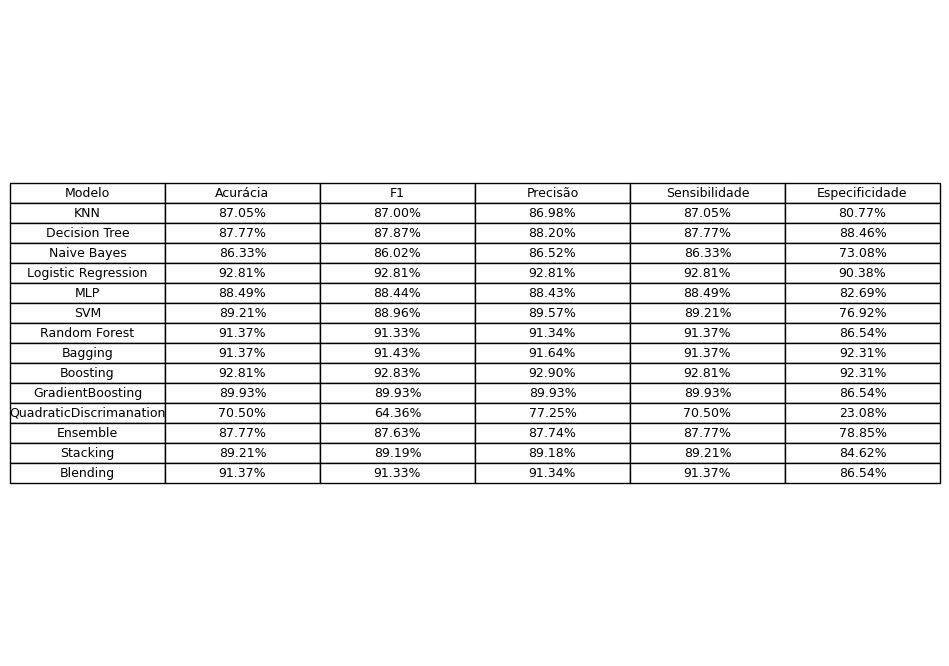 Modelo Acurácia F1 Precisão Sensibilidade Especificidade
KNN 87.05% 87.00% 86.98% 87.05% 80.77%
Decision Tree 87.77% 87.87% 88.20% 87.77% 88.46%
Naive Bayes 86.33% 86.02% 86.52% 86.33% 73.08%
Logistic Regression 92.81% 92.81% 92.81% 92.81% 90.38%
MLP 88.49% 88.44% 88.43% 88.49% 82.69%
SVM 89.21% 88.96% 89.57% 89.21% 76.92%
Random Forest 91.37% 91.33% 91.34% 91.37% 86.54%
Bagging 91.37% 91.43% 91.64% 91.37% 92.31%
Boosting 92.81% 92.83% 92.90% 92.81% 92.31%
GradientBoosting 89.93% 89.93% 89.93% 89.93% 86.54%
QuadraticDiscrimanation 70.50% 64.36% 77.25% 70.50% 23.08%
Ensemble 87.77% 87.63% 87.74% 87.77% 78.85%
Stacking 89.21% 89.19% 89.18% 89.21% 84.62%
Blending 91.37% 91.33% 91.34% 91.37% 86.54%